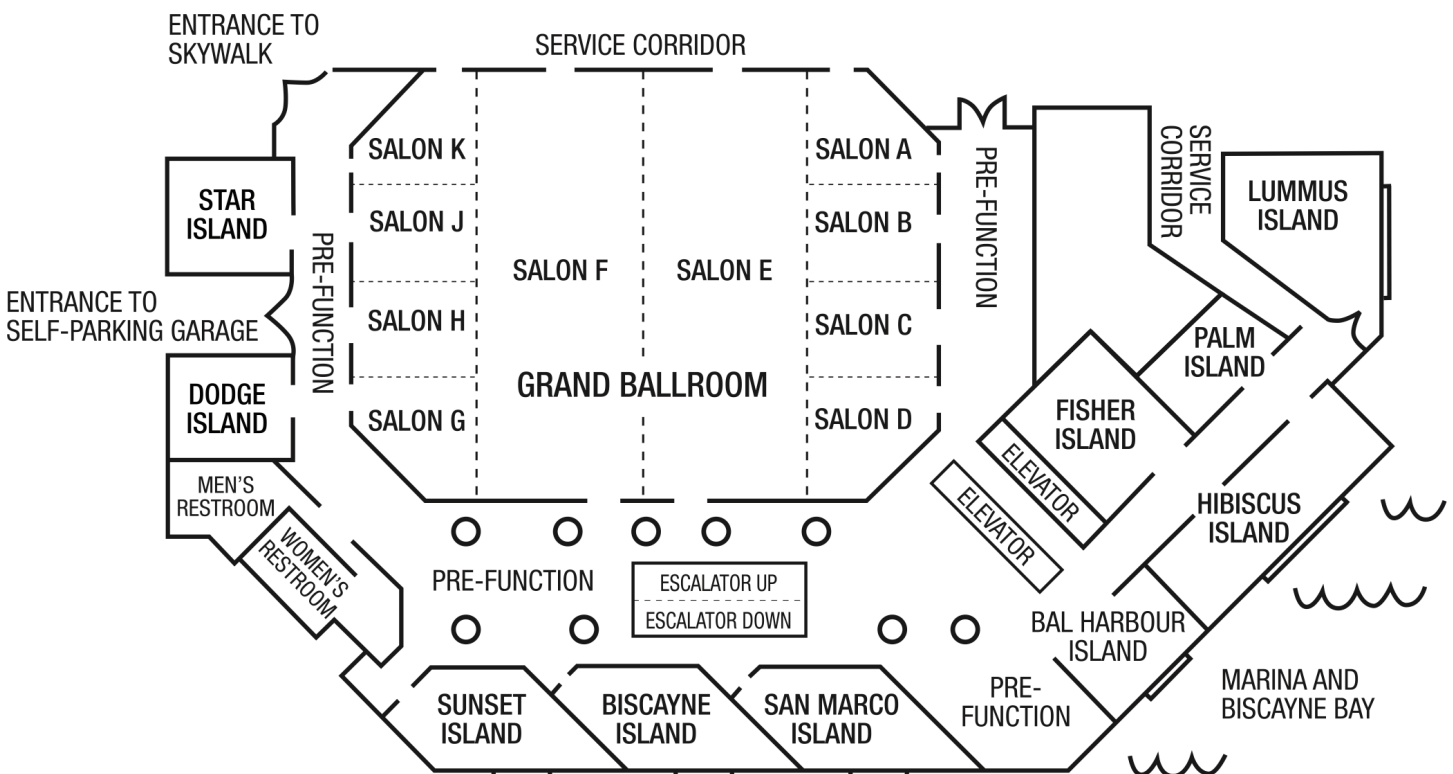 ENTRANCE TO
SKYWALK
SERVICE CORRIDOR
SALON K
SALON A
PRE-FUNCTION
SERVICE
CORRIDOR
STAR
ISLAND
LUMMUS
ISLAND
SALON J
SALON B
PRE-FUNCTION
SALON F
SALON E
ENTRANCE TO
SELF-PARKING GARAGE
SALON H
SALON C
PALM
ISLAND
GRAND BALLROOM
DODGE
ISLAND
SALON G
SALON D
FISHER
ISLAND
ELEVATOR
ELEVATOR
MEN'S
RESTROOM
HIBISCUS
ISLAND
WOMEN'S
RESTROOM
PRE-FUNCTION
ESCALATOR UP
ESCALATOR DOWN
BAL HARBOUR
ISLAND
SUNSET
ISLAND
BISCAYNE
ISLAND
SAN MARCO
ISLAND
PRE-
FUNCTION
MARINA AND
BISCAYNE BAY